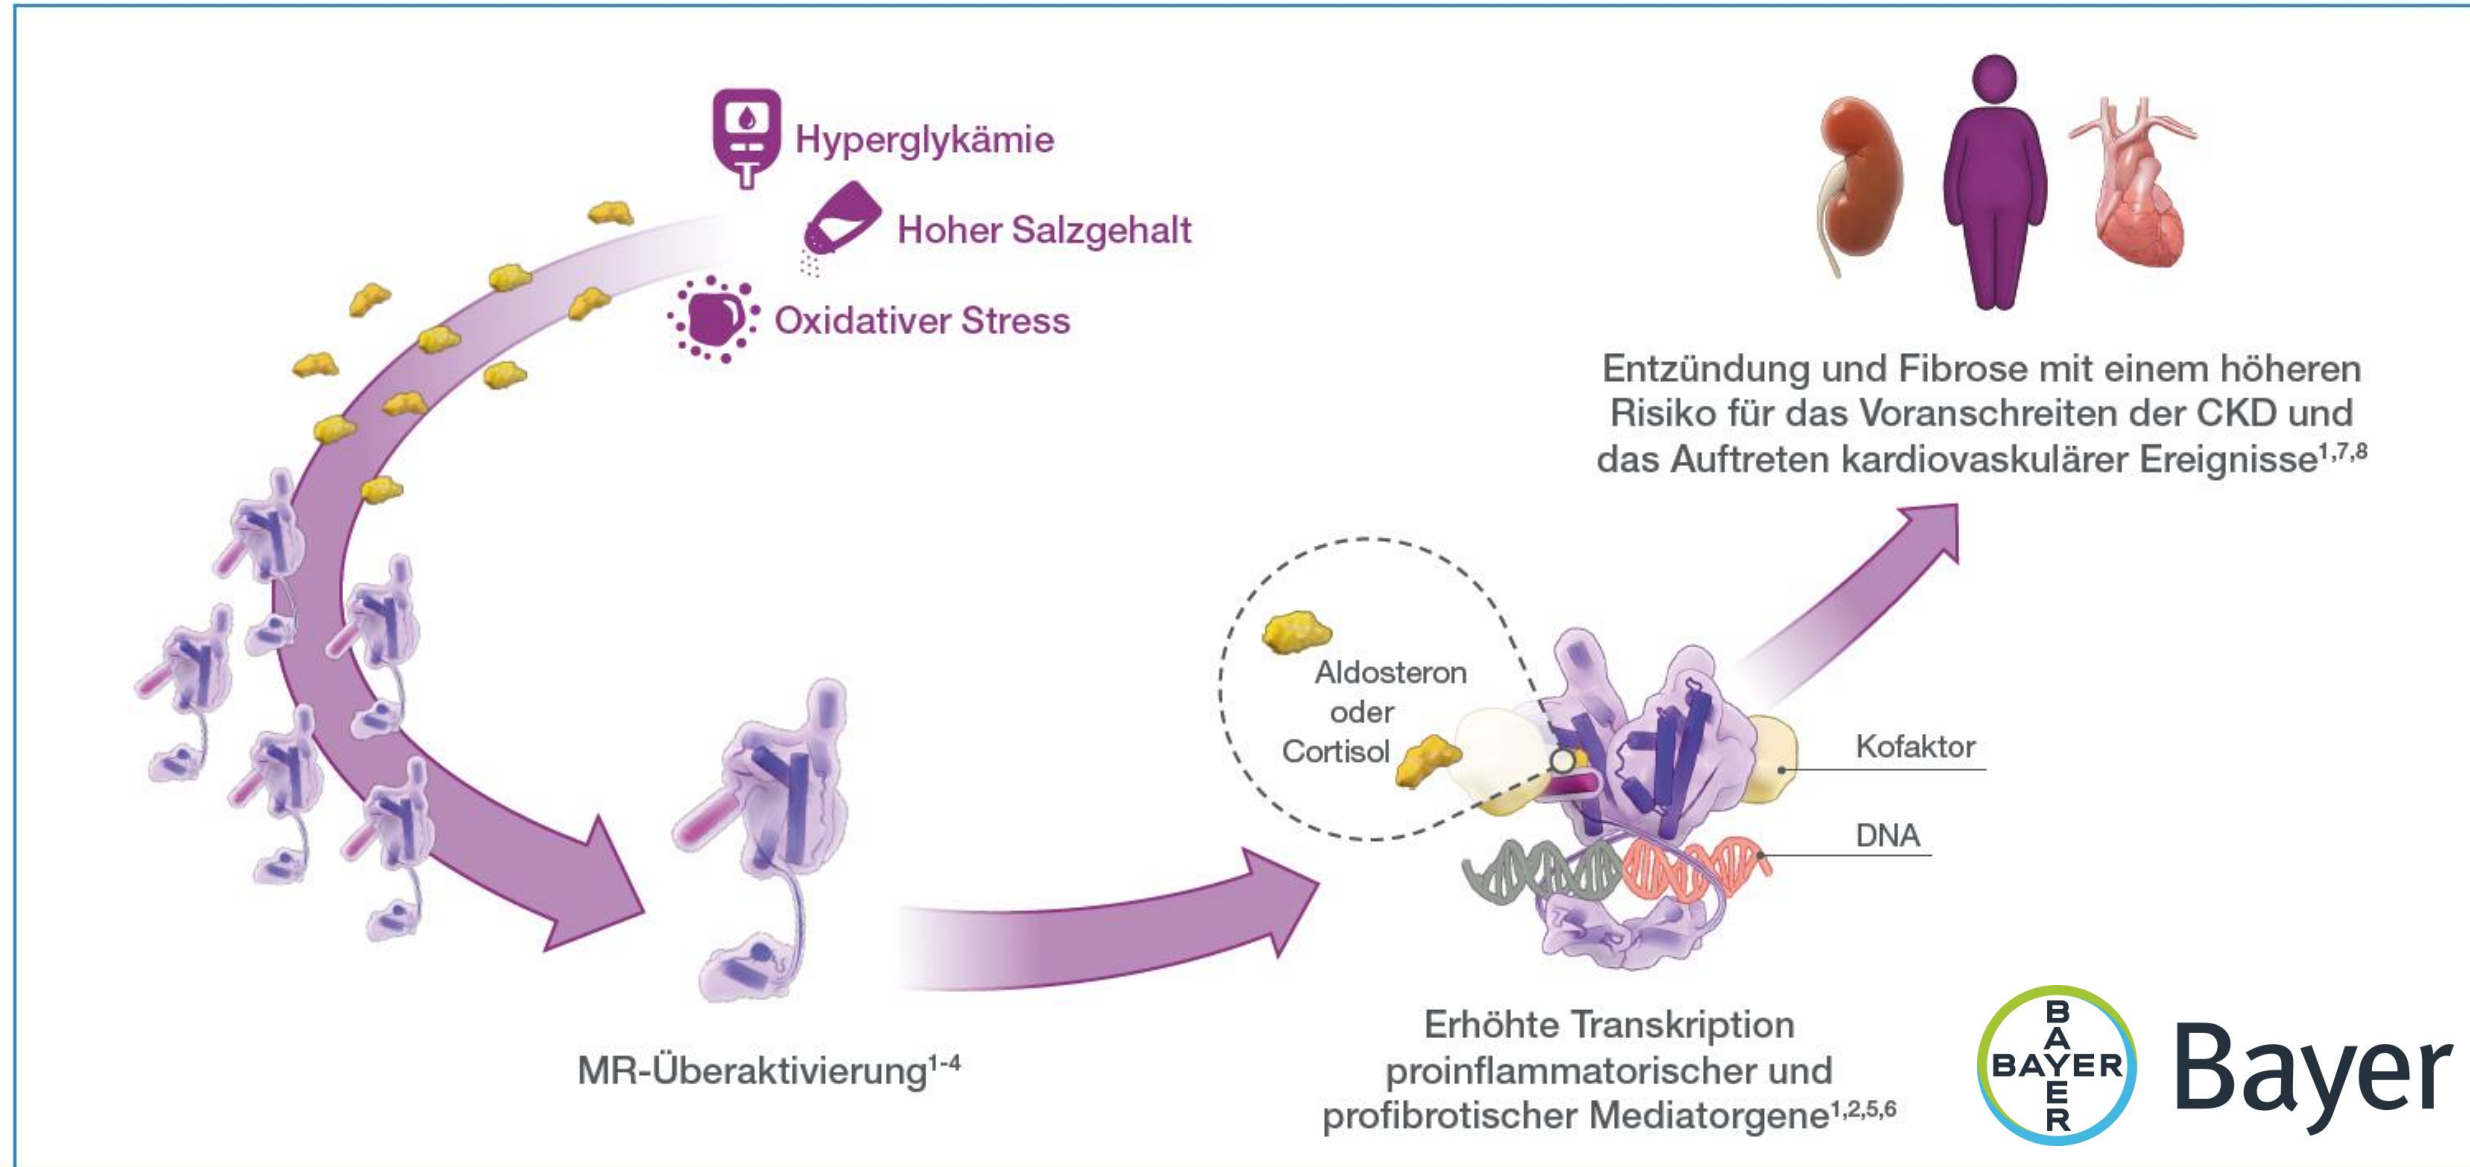 Hyperglykämie
Hoher Salzgehalt
Oxidativer Stress
MR-Überaktivierung¹⁻⁴
Aldosteron
oder
Cortisol
Kofaktor
DNA
Erhöhte Transkription
proinflammatorischer und
profibrotischer Mediatorgene¹,²,⁵,⁶
Entzündung und Fibrose mit einem höheren
Risiko für das Voranschreiten der CKD und
das Auftreten kardiovaskulärer Ereignisse¹,⁷,⁸
BAYER
BAYER
Bayer